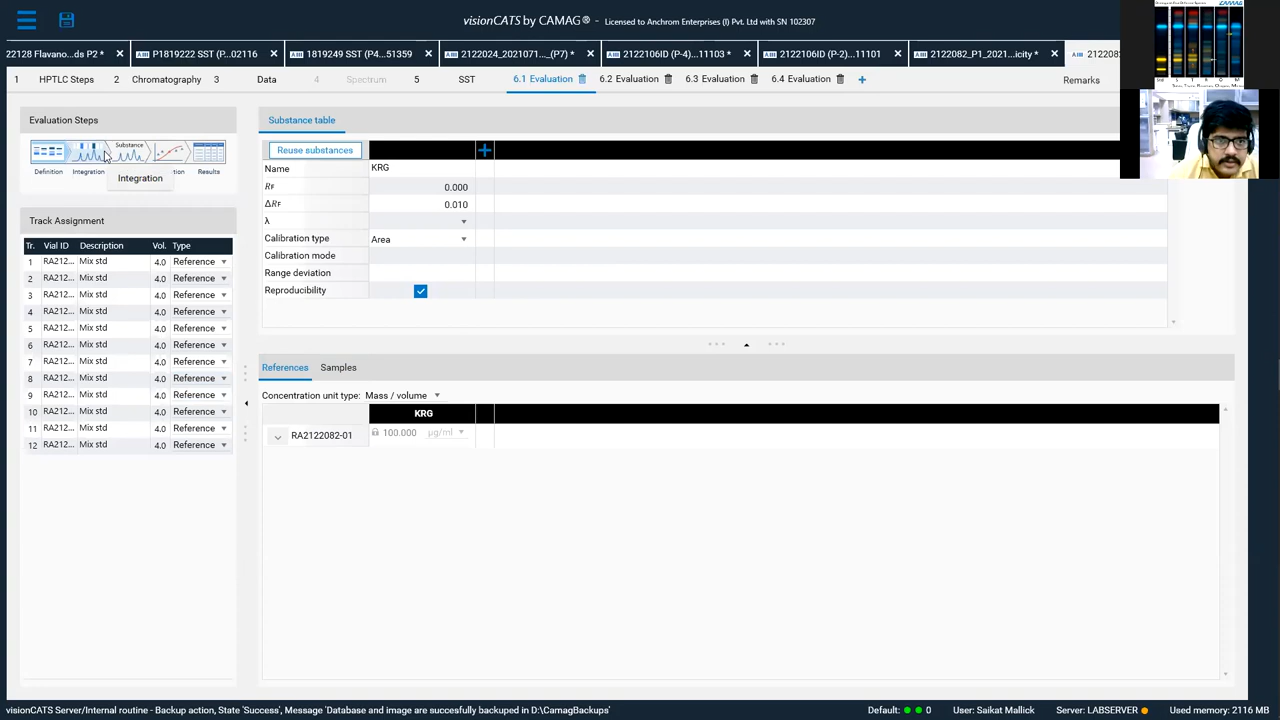 visionCATS by CAMAG® - Licensed to Anchrom Enterprises (I) Pvt. Ltd with SN 102307
22128 Flavano...ds P2 * ×
P1819222 SST (P...02116 ×
1819249 SST (P4...51359 ×
...(P7) * ×
2122106ID (P-4)...11103 * ×
2122106ID (P-2)...11101 ×
2122082_P1_2021...icity * ×
212208
1 HPTLC Steps 2 Chromatography 3 Data 4 Spectrum 5 SST 6.1 Evaluation 6.2 Evaluation 6.3 Evaluation 6.4 Evaluation + Remarks
CAMAG
Evaluation Steps
Substance
Definition Integration tion Results
Integration
Track Assignment
Tr. Vial ID Description Vol. Type
1 RA212... Mix std 4.0 Reference
2 RA212... Mix std 4.0 Reference
3 RA212... Mix std 4.0 Reference
4 RA212... Mix std 4.0 Reference
5 RA212... Mix std 4.0 Reference
6 RA212... Mix std 4.0 Reference
7 RA212... Mix std 4.0 Reference
8 RA212... Mix std 4.0 Reference
9 RA212... Mix std 4.0 Reference
10 RA212... Mix std 4.0 Reference
11 RA212... Mix std 4.0 Reference
12 RA212... Mix std 4.0 Reference
Substance table
Reuse substances +
Name KRG
RF 0.000
ΔRF 0.010
λ
Calibration type Area
Calibration mode
Range deviation
Reproducibility
References Samples
Concentration unit type: Mass / volume
KRG
RA2122082-01 100.000 µg/ml
visionCATS Server/Internal routine - Backup action, State 'Success', Message 'Database and image are succesfully backuped in D:\CamagBackups'
Default: 0 User: Saikat Mallick Server: LABSERVER Used memory: 2116 MB